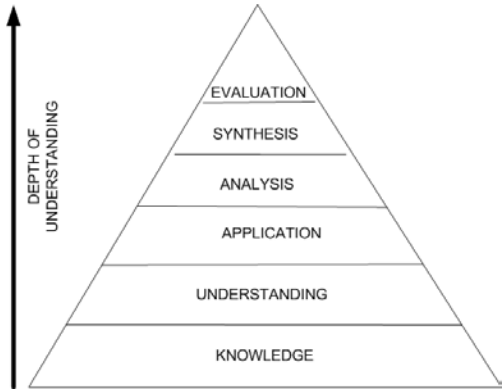 EVALUATION
SYNTHESIS
ANALYSIS
APPLICATION
UNDERSTANDING
KNOWLEDGE
DEPTH OF
UNDERSTANDING